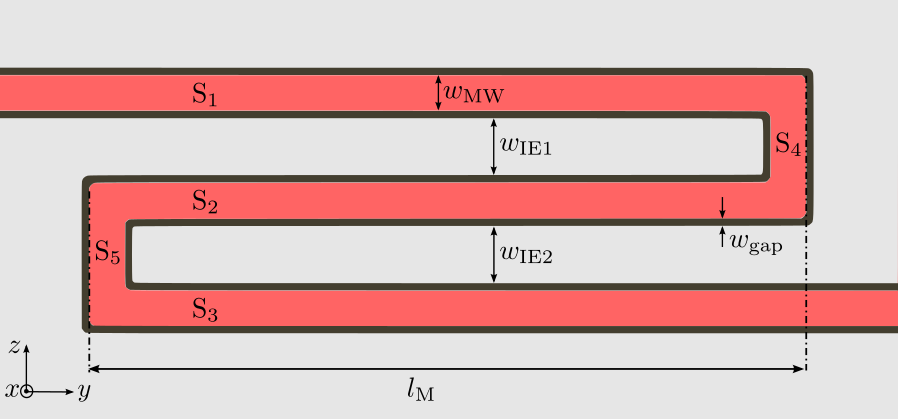 S₁
w_MW
w_IE1
S₄
S₂
w_gap
S₅
w_IE2
S₃
z
x
y
l_M